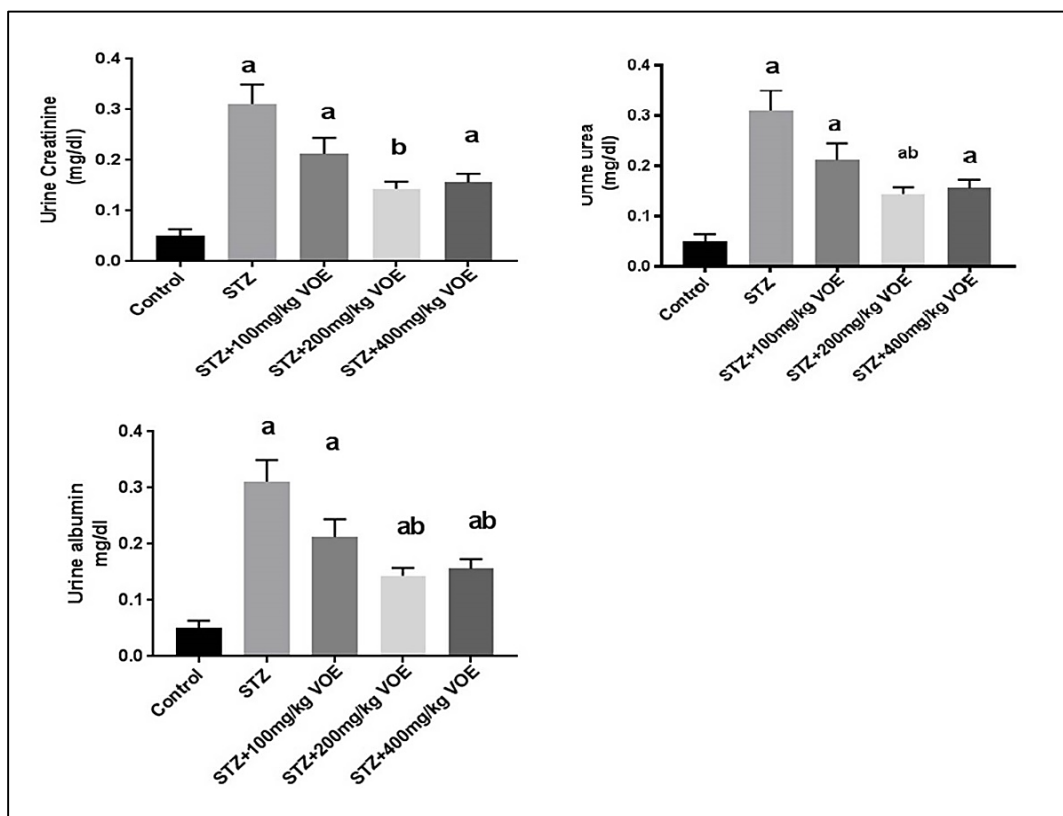 Urine Creatinine
(mg/dl)
0.4
0.3
0.2
0.1
0.0
a
a
b
a
Control
STZ
STZ+100mg/kg VOE
STZ+200mg/kg VOE
STZ+400mg/kg VOE
Urine urea
(mg/dl)
0.4
0.3
0.2
0.1
0.0
a
a
ab
a
Control
STZ
STZ+100mg/kg VOE
STZ+200mg/kg VOE
STZ+400mg/kg VOE
Urine albumin
mg/dl
0.4
0.3
0.2
0.1
0.0
a
a
ab
ab
Control
STZ
STZ+100mg/kg VOE
STZ+200mg/kg VOE
STZ+400mg/kg VOE